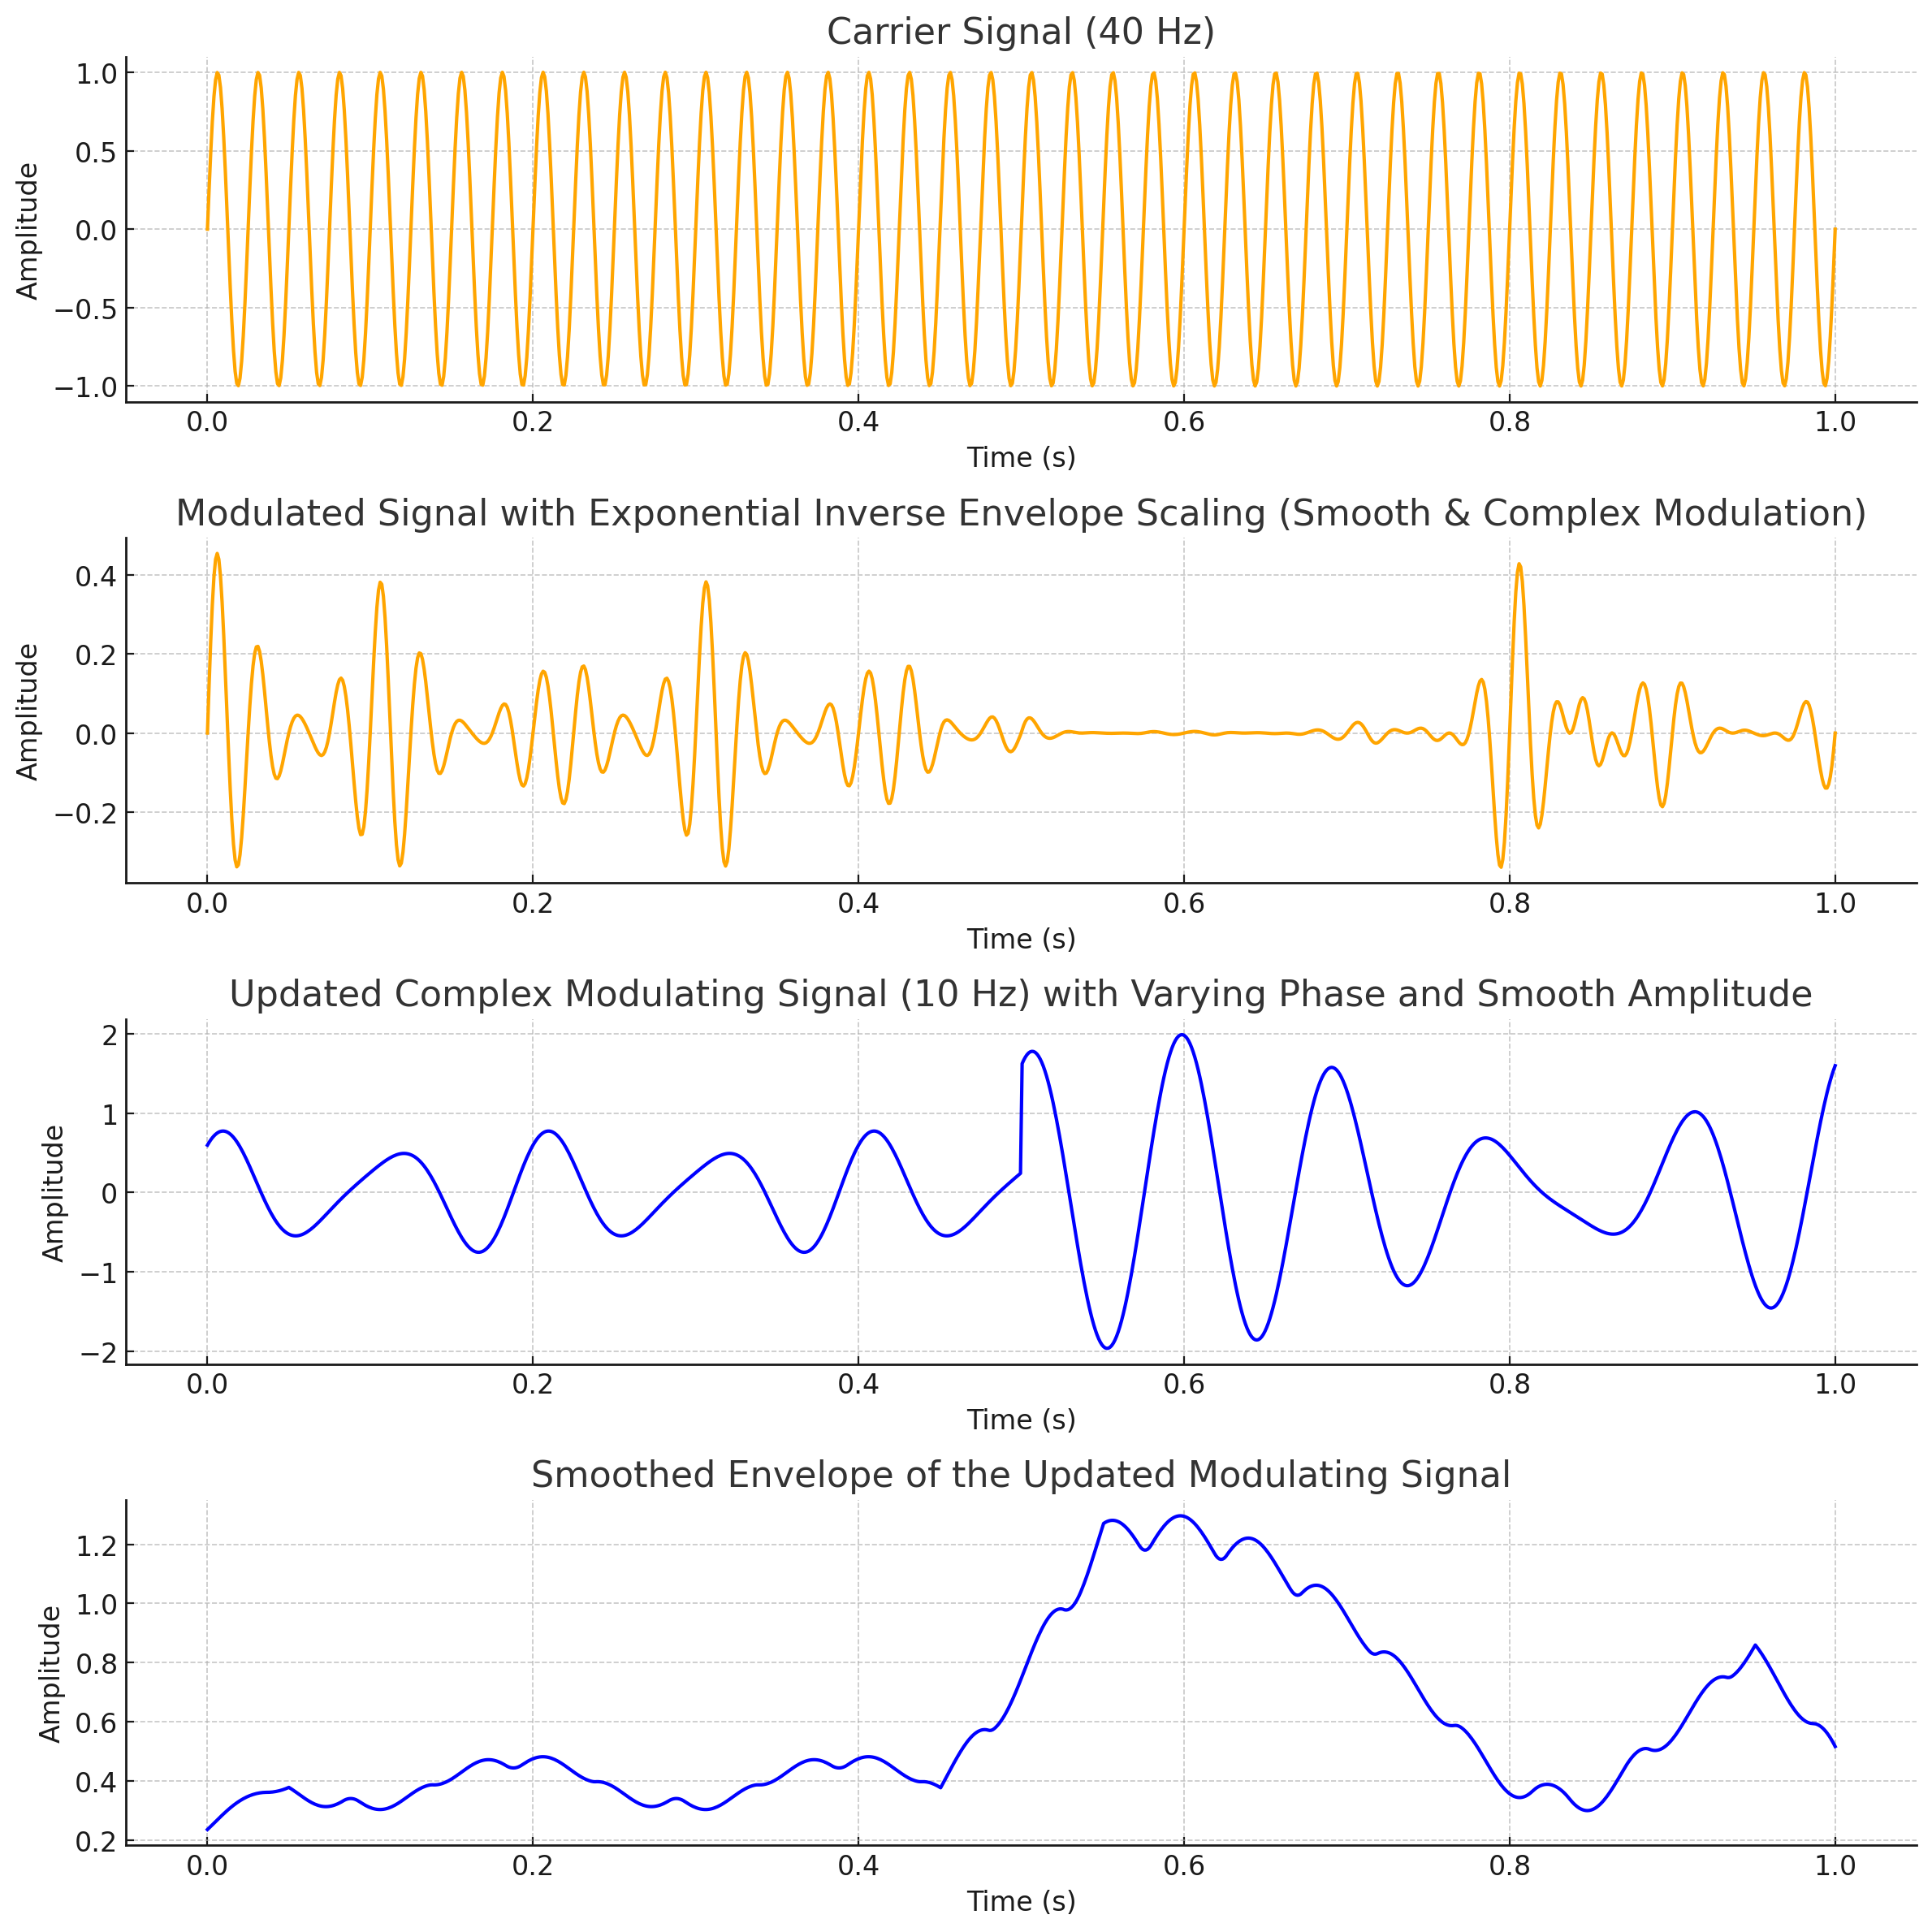 Carrier Signal (40 Hz)
Amplitude
1.0
0.5
0.0
−0.5
−1.0
0.0 0.2 0.4 0.6 0.8 1.0
Time (s)
Modulated Signal with Exponential Inverse Envelope Scaling (Smooth & Complex Modulation)
Amplitude
0.4
0.2
0.0
−0.2
0.0 0.2 0.4 0.6 0.8 1.0
Time (s)
Updated Complex Modulating Signal (10 Hz) with Varying Phase and Smooth Amplitude
Amplitude
2
1
0
−1
−2
0.0 0.2 0.4 0.6 0.8 1.0
Time (s)
Smoothed Envelope of the Updated Modulating Signal
Amplitude
1.2
1.0
0.8
0.6
0.4
0.2
0.0 0.2 0.4 0.6 0.8 1.0
Time (s)